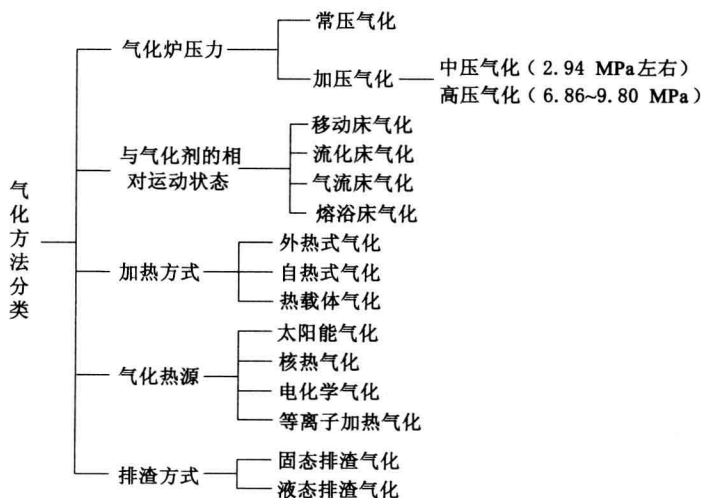 气化方法分类
气化炉压力
常压气化
加压气化
中压气化（2.94 MPa左右）
高压气化（6.86~9.80 MPa）
与气化剂的相
对运动状态
移动床气化
流化床气化
气流床气化
熔浴床气化
加热方式
外热式气化
自热式气化
热载体气化
气化热源
太阳能气化
核热气化
电化学气化
等离子加热气化
排渣方式
固态排渣气化
液态排渣气化